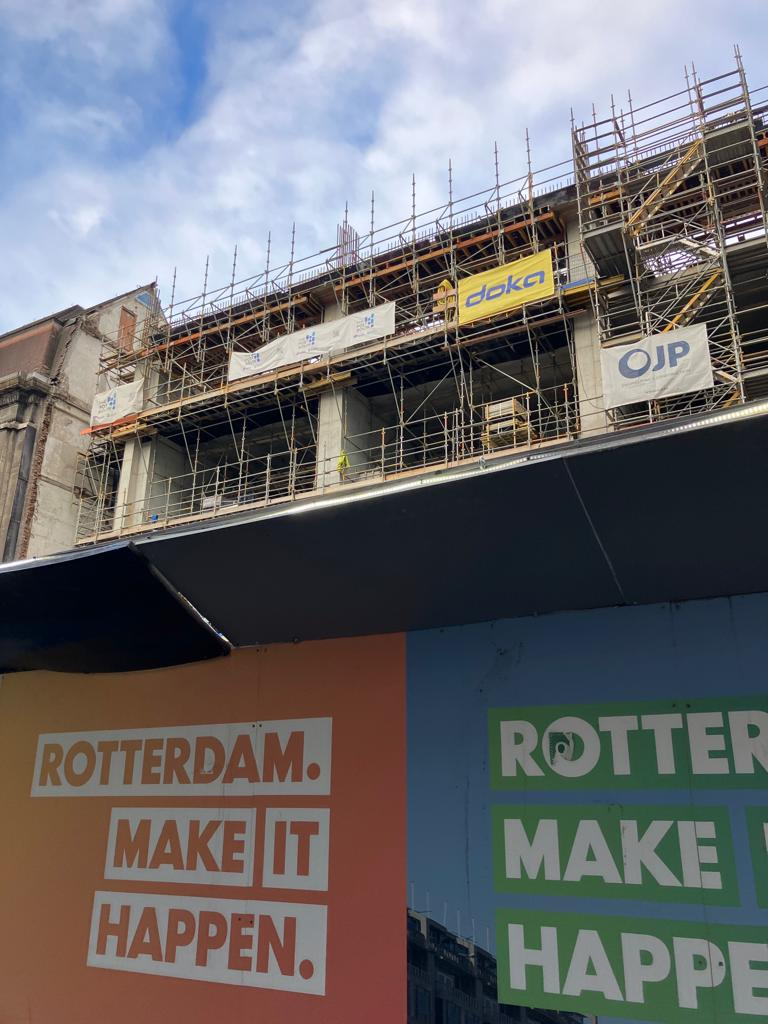 doka
OJP
ROTTERDAM.
MAKE IT
HAPPEN.
ROTTER
MAKE
HAPPE